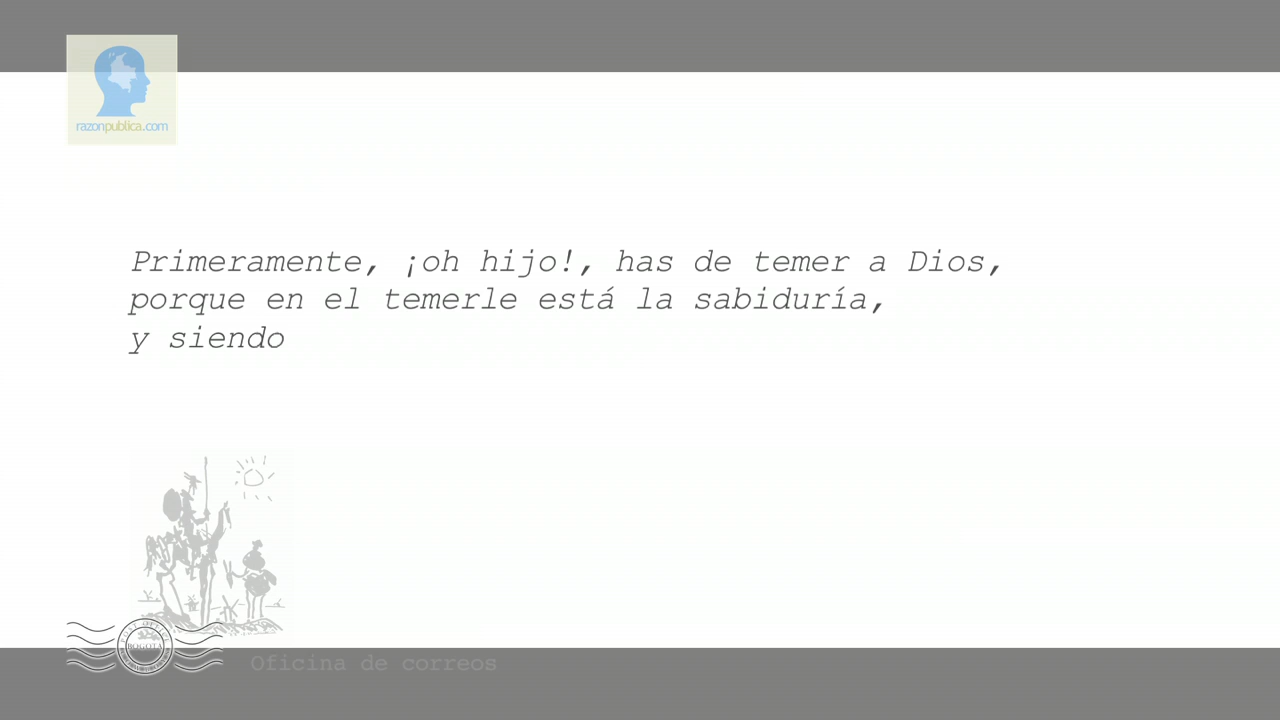 razonpublica.com
Primeramente, ¡oh hijo!, has de temer a Dios,
porque en el temerle está la sabiduría,
y siendo
BOGOTA
Oficina de correos